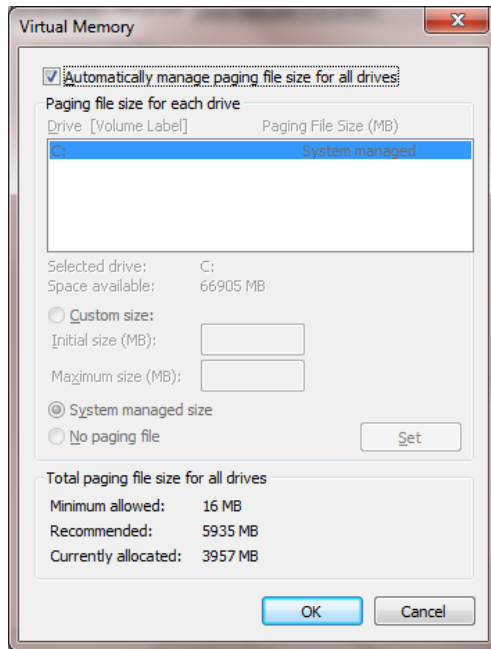 Virtual Memory
Automatically manage paging file size for all drives
Paging file size for each drive
Drive [Volume Label] Paging File Size (MB)
C: System managed
Selected drive: C:
Space available: 66905 MB
Custom size:
Initial size (MB):
Maximum size (MB):
System managed size
No paging file Set
Total paging file size for all drives
Minimum allowed: 16 MB
Recommended: 5935 MB
Currently allocated: 3957 MB
OK Cancel